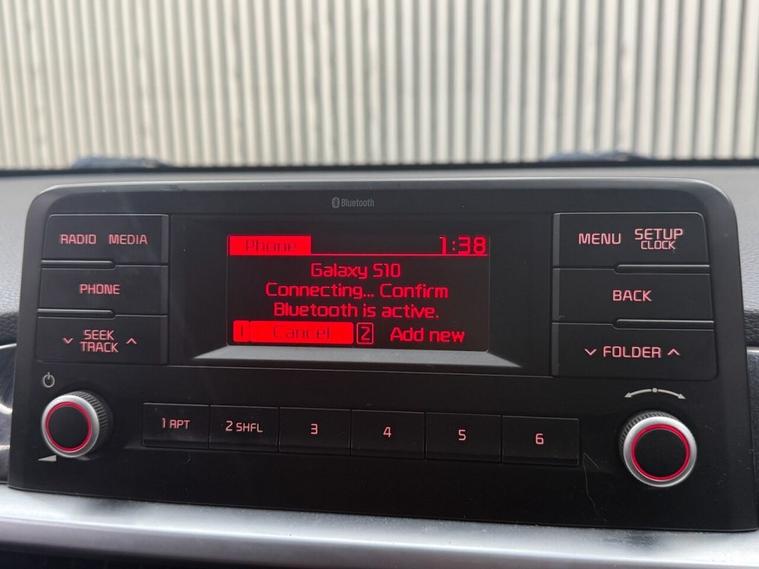 Bluetooth
RADIO MEDIA
PHONE
SEEK
TRACK
Phone 1:38
Galaxy S10
Connecting... Confirm
Bluetooth is active.
1 Cancel 2 Add new
MENU SETUP
CLOCK
BACK
FOLDER
1 RPT 2 SHFL 3 4 5 6